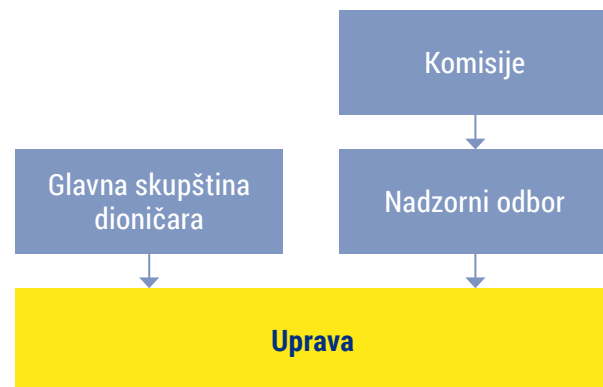 Komisije
Glavna skupština
dioničara
Nadzorni odbor
Uprava